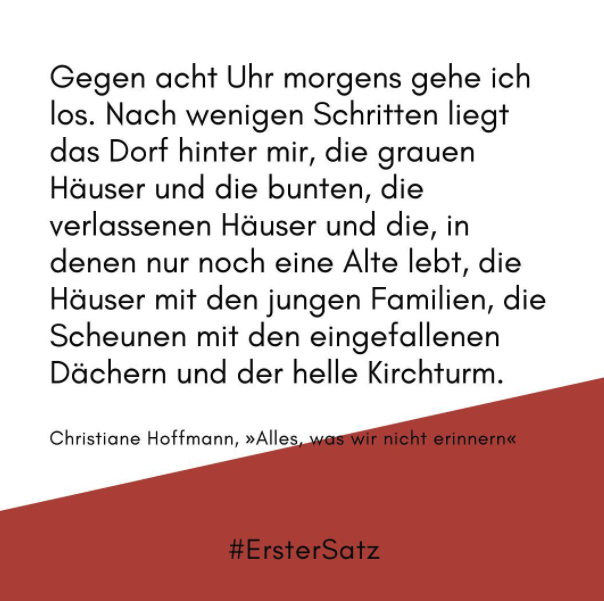 Gegen acht Uhr morgens gehe ich
los. Nach wenigen Schritten liegt
das Dorf hinter mir, die grauen
Häuser und die bunten, die
verlassenen Häuser und die, in
denen nur noch eine Alte lebt, die
Häuser mit den jungen Familien, die
Scheunen mit den eingefallenen
Dächern und der helle Kirchturm.
Christiane Hoffmann, »Alles, was wir nicht erinnern«
#ErsterSatz